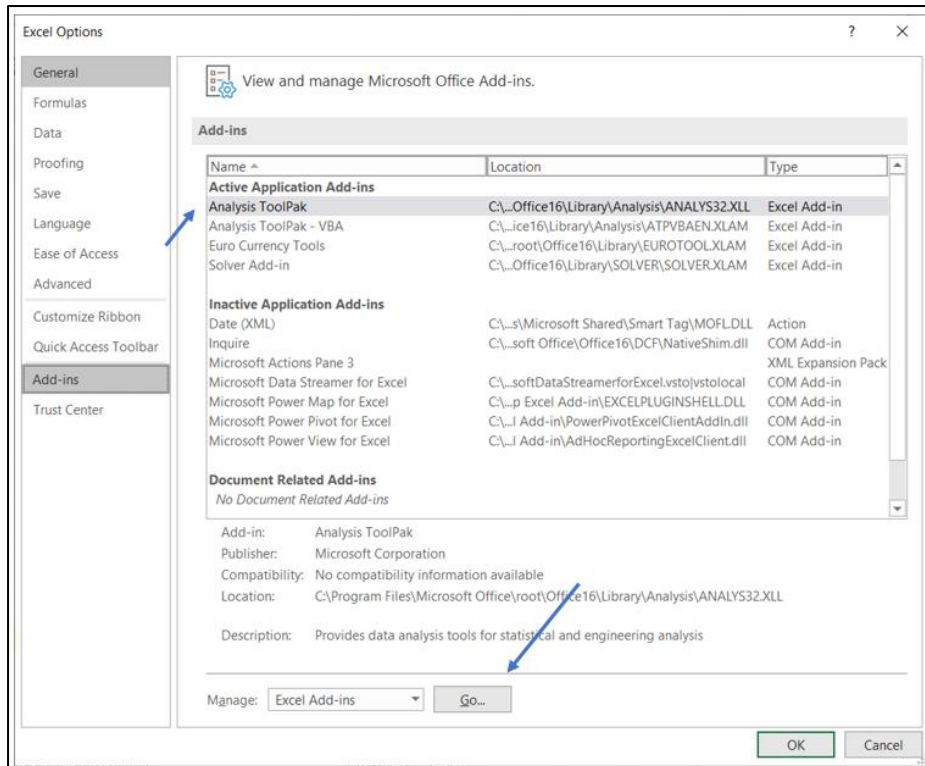 Excel Options
? X
General
Formulas
Data
Proofing
Save
Language
Ease of Access
Advanced
Customize Ribbon
Quick Access Toolbar
Add-ins
Trust Center
View and manage Microsoft Office Add-ins.
Add-ins
Name Location Type
Active Application Add-ins
Analysis ToolPak C:\...Office16\Library\Analysis\ANALYS32.XLL Excel Add-in
Analysis ToolPak - VBA C:\...ice16\Library\Analysis\ATPVBAEN.XLAM Excel Add-in
Euro Currency Tools C:\...root\Office16\Library\EUROTOOL.XLAM Excel Add-in
Solver Add-in C:\...Office16\Library\SOLVER\SOLVER.XLAM Excel Add-in
Inactive Application Add-ins
Date (XML) C:\...s\Microsoft Shared\Smart Tag\MOFL.DLL Action
Inquire C:\...soft Office\Office16\DCF\NativeShim.dll COM Add-in
Microsoft Actions Pane 3 XML Expansion Pack
Microsoft Data Streamer for Excel C:\...softDataStreamerforExcel.vsto|vstolocal COM Add-in
Microsoft Power Map for Excel C:\...p Excel Add-in\EXCELPLUGINSHELL.DLL COM Add-in
Microsoft Power Pivot for Excel C:\...l Add-in\PowerPivotExcelClientAddIn.dll COM Add-in
Microsoft Power View for Excel C:\...l Add-in\AdHocReportingExcelClient.dll COM Add-in
Document Related Add-ins
No Document Related Add-ins
Add-in: Analysis ToolPak
Publisher: Microsoft Corporation
Compatibility: No compatibility information available
Location: C:\Program Files\Microsoft Office\root\Office16\Library\Analysis\ANALYS32.XLL
Description: Provides data analysis tools for statistical and engineering analysis
Manage: Excel Add-ins Go...
OK Cancel